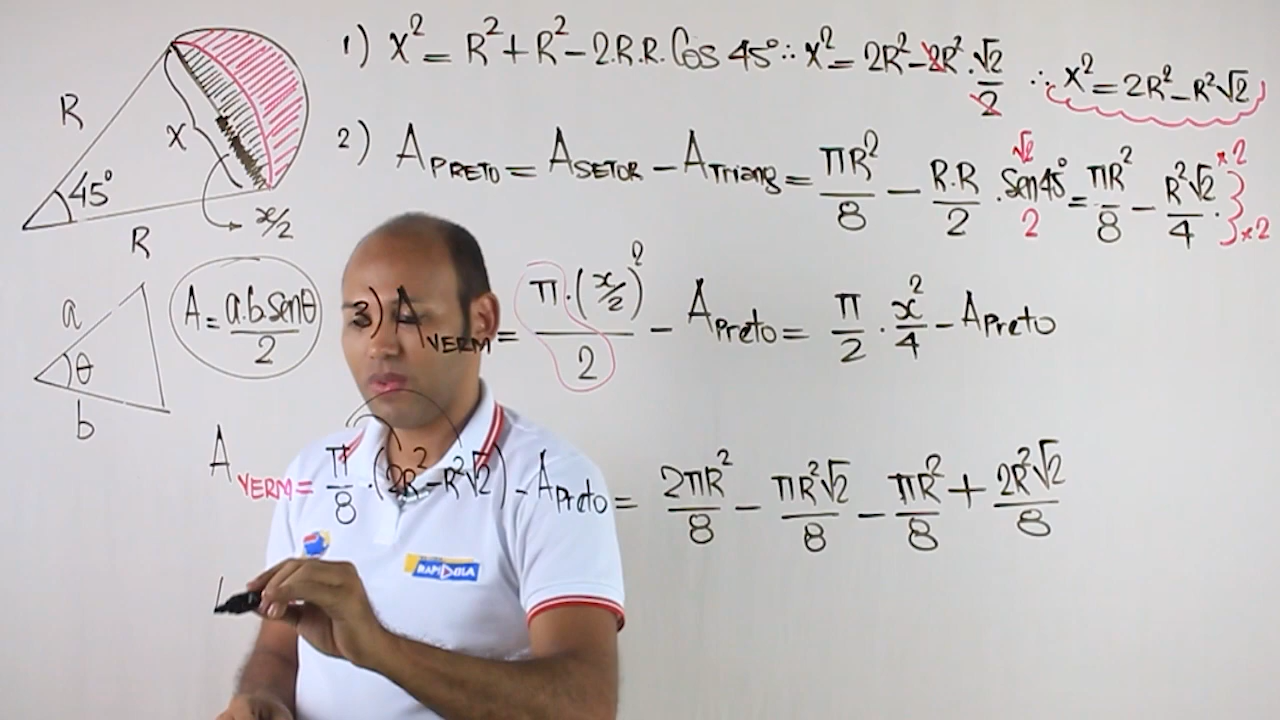 1) x² = R² + R² - 2.R.R. Cos 45° ∴ x² = 2R² - 2R² . √2/2 ∴ x² = 2R² - R²√2
R
x
45°
R
x/2
2) A PRETO = A SETOR - A Triang = πR²/8 - R.R/2 . Sen45° = πR²/8 - R²√2/4 .
√2
2
×2
×2
a
θ
b
A = a.b.senθ/2
3) A VERM = π.(x/2)²/2 - A Preto = π/2 . x²/4 - A Preto
A VERM = π/8 . (2R² - R²√2) - A Preto = 2πR²/8 - πR²√2/8 - πR²/8 + 2R²√2/8